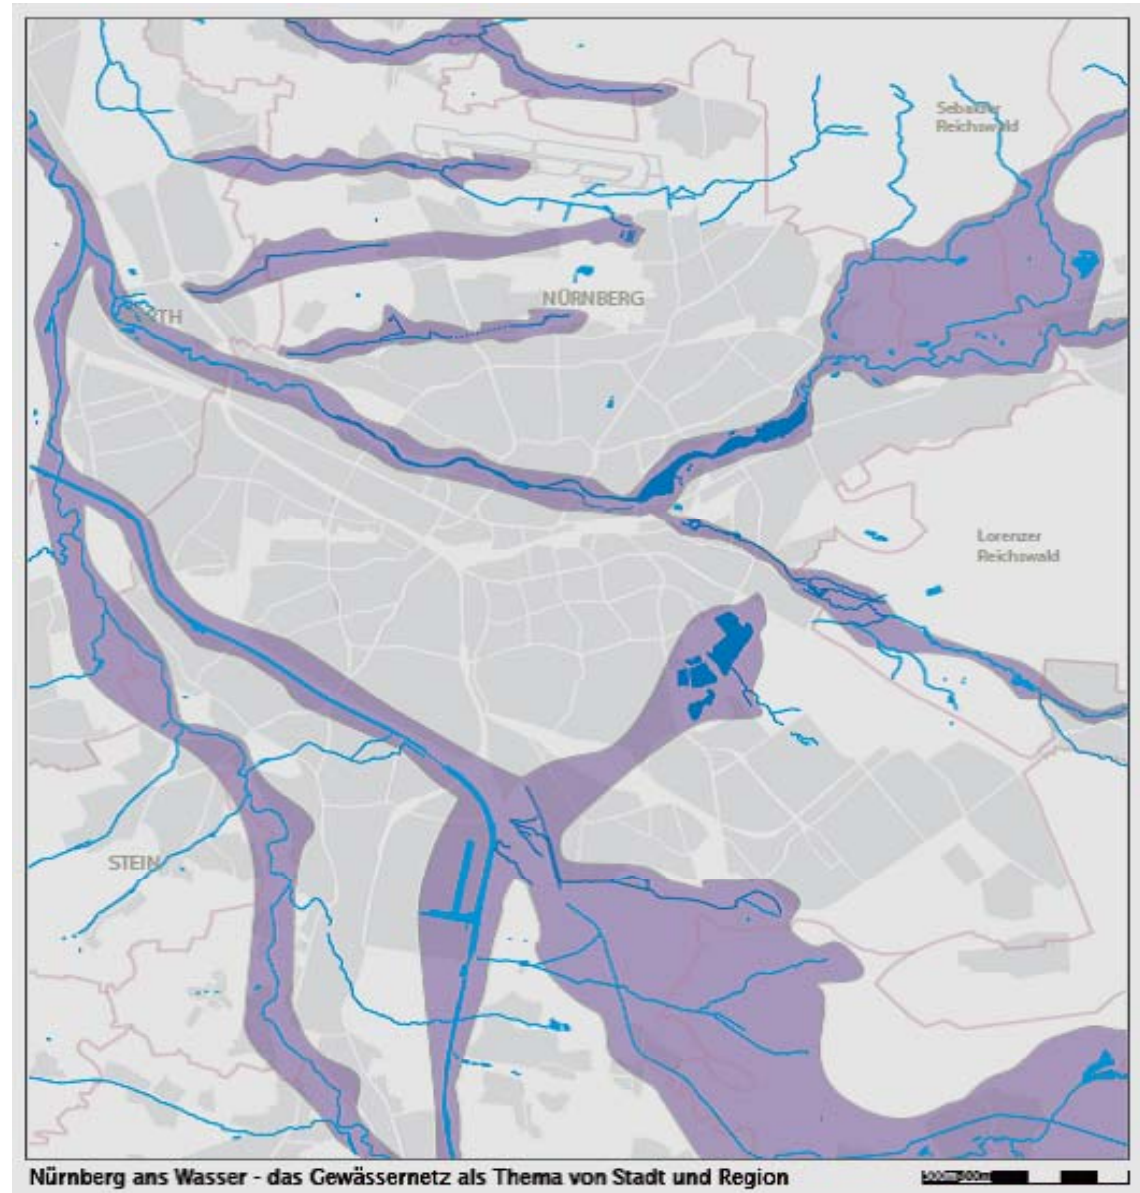 Sebalder
Reichswald
NÜRNBERG
Lorenzer
Reichswald
STEIN
Nürnberg ans Wasser - das Gewässernetz als Thema von Stadt und Region